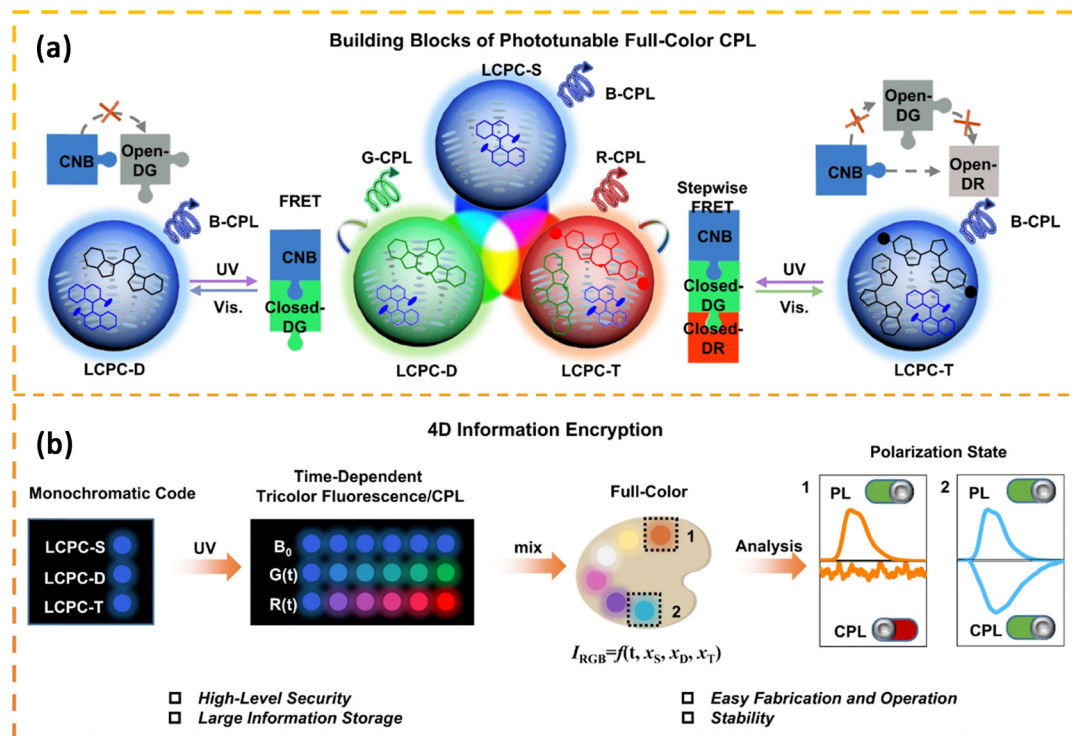 (a)
Building Blocks of Phototunable Full-Color CPL
LCPC-S
B-CPL
CNB
Open-
DG
B-CPL
UV
Vis.
LCPC-D
FRET
CNB
Closed-
DG
G-CPL
LCPC-D
R-CPL
LCPC-T
Stepwise
FRET
CNB
Closed-
DG
Closed-
DR
UV
Vis.
Open-
DG
CNB
Open-
DR
B-CPL
LCPC-T
(b)
4D Information Encryption
Monochromatic Code
LCPC-S
LCPC-D
LCPC-T
UV
Time-Dependent
Tricolor Fluorescence/CPL
B₀
G(t)
R(t)
mix
Full-Color
1
2
I_RGB=f(t, x_S, x_D, x_T)
Analysis
Polarization State
1
PL
CPL
2
PL
CPL
High-Level Security
Large Information Storage
Easy Fabrication and Operation
Stability